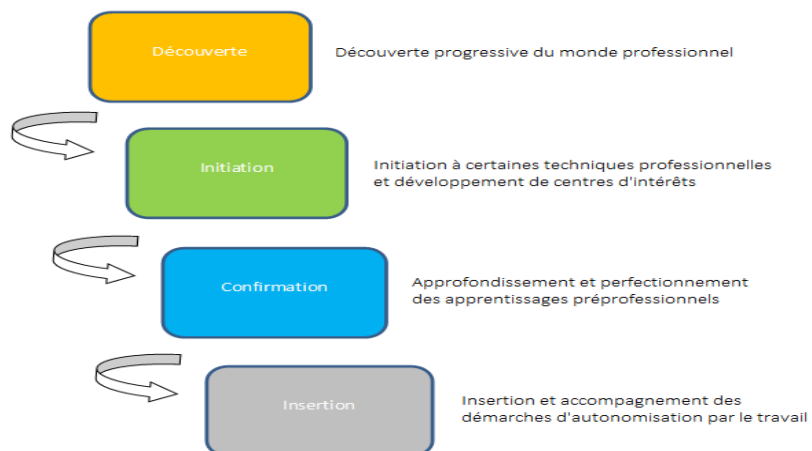 Découverte
Découverte progressive du monde professionnel
Initiation
Initiation à certaines techniques professionnelles
et développement de centres d'intérêts
Confirmation
Approfondissement et perfectionnement
des apprentissages préprofessionnels
Insertion
Insertion et accompagnement des
démarches d'autonomisation par le travail